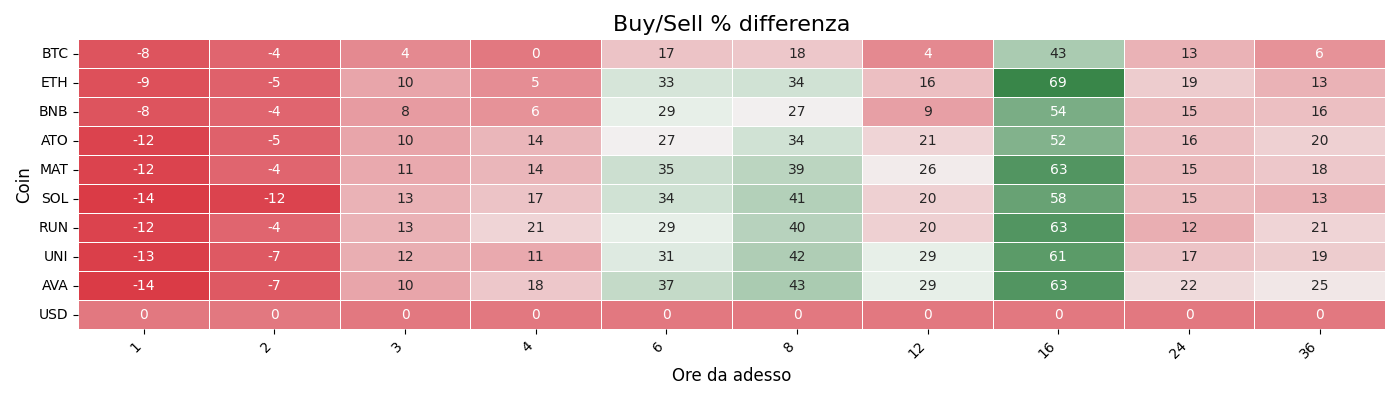 Buy/Sell % differenza
Coin
BTC -8 -4 4 0 17 18 4 43 13 6
ETH -9 -5 10 5 33 34 16 69 19 13
BNB -8 -4 8 6 29 27 9 54 15 16
ATO -12 -5 10 14 27 34 21 52 16 20
MAT -12 -4 11 14 35 39 26 63 15 18
SOL -14 -12 13 17 34 41 20 58 15 13
RUN -12 -4 13 21 29 40 20 63 12 21
UNI -13 -7 12 11 31 42 29 61 17 19
AVA -14 -7 10 18 37 43 29 63 22 25
USD 0 0 0 0 0 0 0 0 0 0
1 2 3 4 6 8 12 16 24 36
Ore da adesso